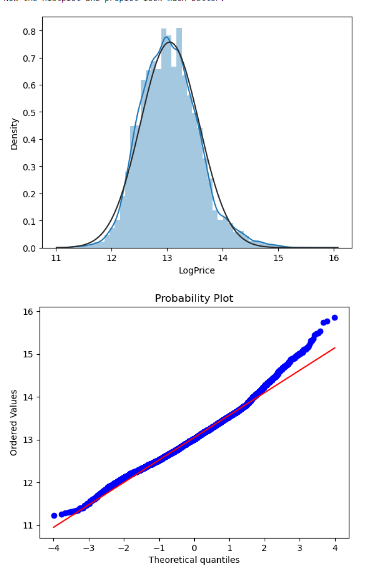 0.8
0.7
0.6
0.5
0.4
0.3
0.2
0.1
0.0
Density
11 12 13 14 15 16
LogPrice
Probability Plot
16
15
14
13
12
11
Ordered Values
−4 −3 −2 −1 0 1 2 3 4
Theoretical quantiles